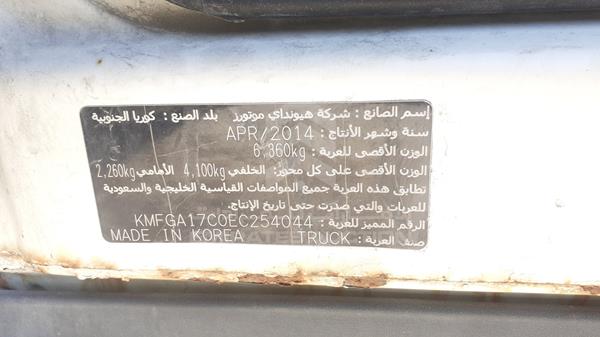 إسم الصانع : شركة هيونداي موتورز بلد الصنع : كوريا الجنوبية
سنة وشهر الأنتاج : APR/2014
الوزن الأقصى للعربة : 6,360kg
الوزن الأقصى على كل محور: الخلفي 4,100kg الأمامي 2,260kg
تطابق هذه العربة جميع المواصفات القياسية الخليجية والسعودية
للعربات والتي صدرت حتى تاريخ الإنتاج
الرقم المميز للعربة : KMFGA17C0EC254044
صنف العربة : TRUCK MADE IN KOREA